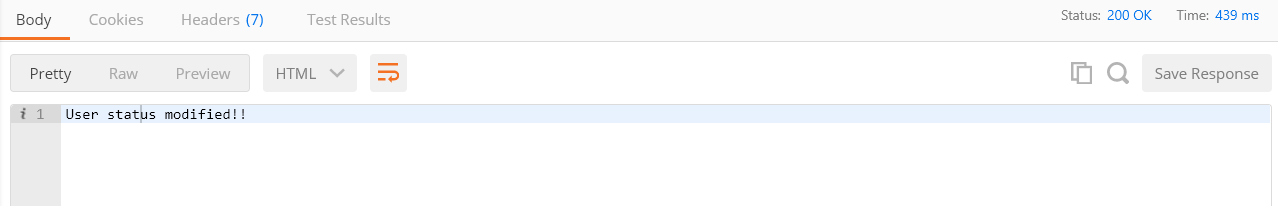 Body Cookies Headers (7) Test Results Status: 200 OK Time: 439 ms
Pretty Raw Preview HTML Save Response
i 1 User status modified!!